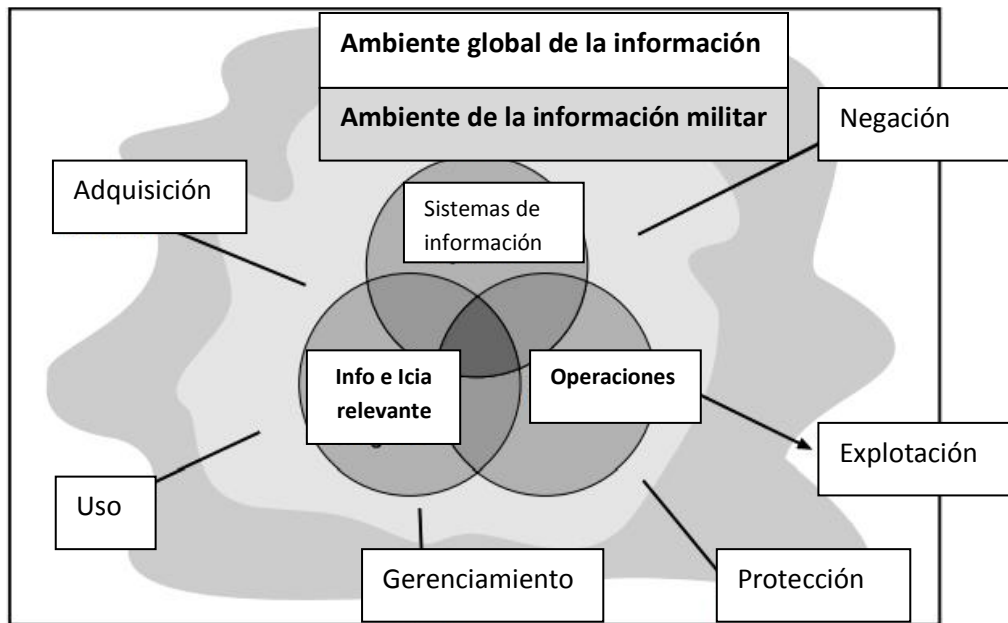 Ambiente global de la información
Ambiente de la información militar
Negación
Adquisición
Sistemas de
información
Info e Icia
relevante
Operaciones
Explotación
Uso
Gerenciamiento
Protección